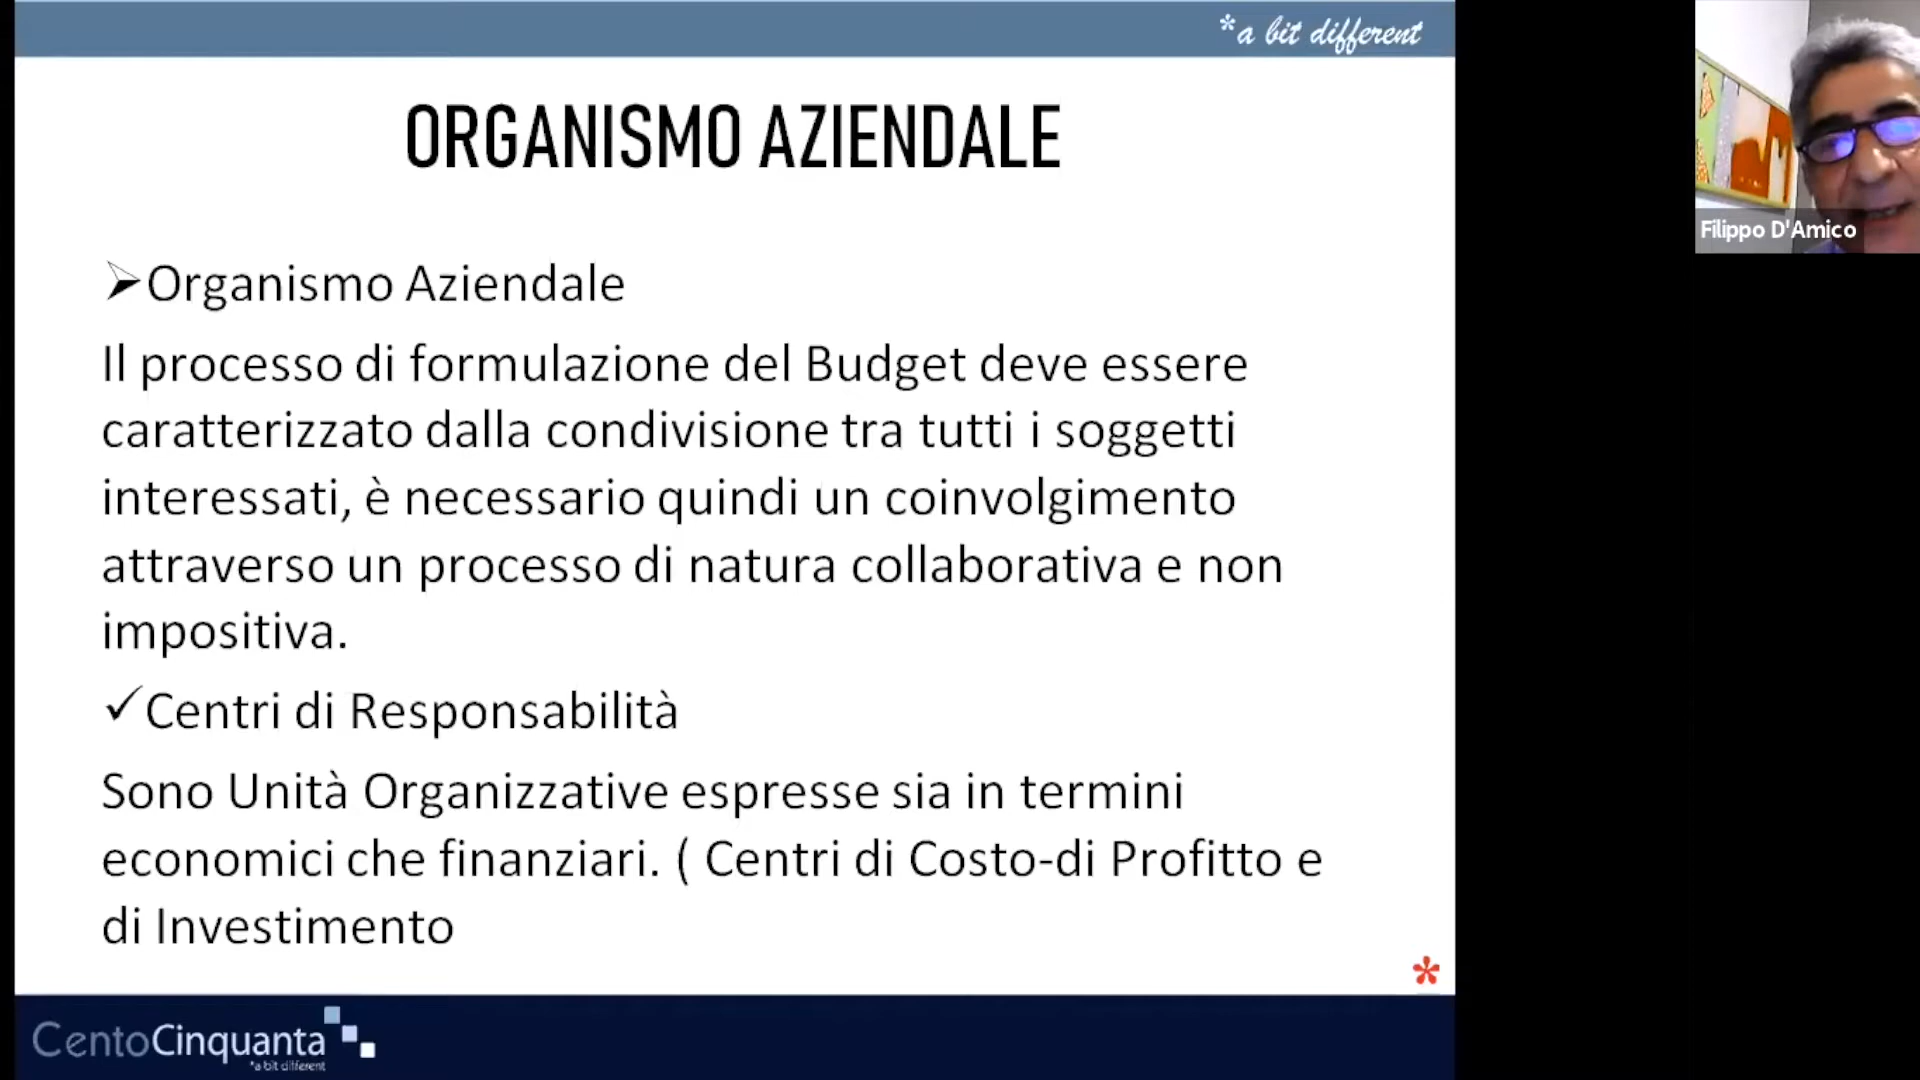 *a bit different
ORGANISMO AZIENDALE
Filippo D'Amico
Organismo Aziendale
Il processo di formulazione del Budget deve essere
caratterizzato dalla condivisione tra tutti i soggetti
interessati, è necessario quindi un coinvolgimento
attraverso un processo di natura collaborativa e non
impositiva.
Centri di Responsabilità
Sono Unità Organizzative espresse sia in termini
economici che finanziari. ( Centri di Costo-di Profitto e
di Investimento
*
CentoCinquanta
*a bit different